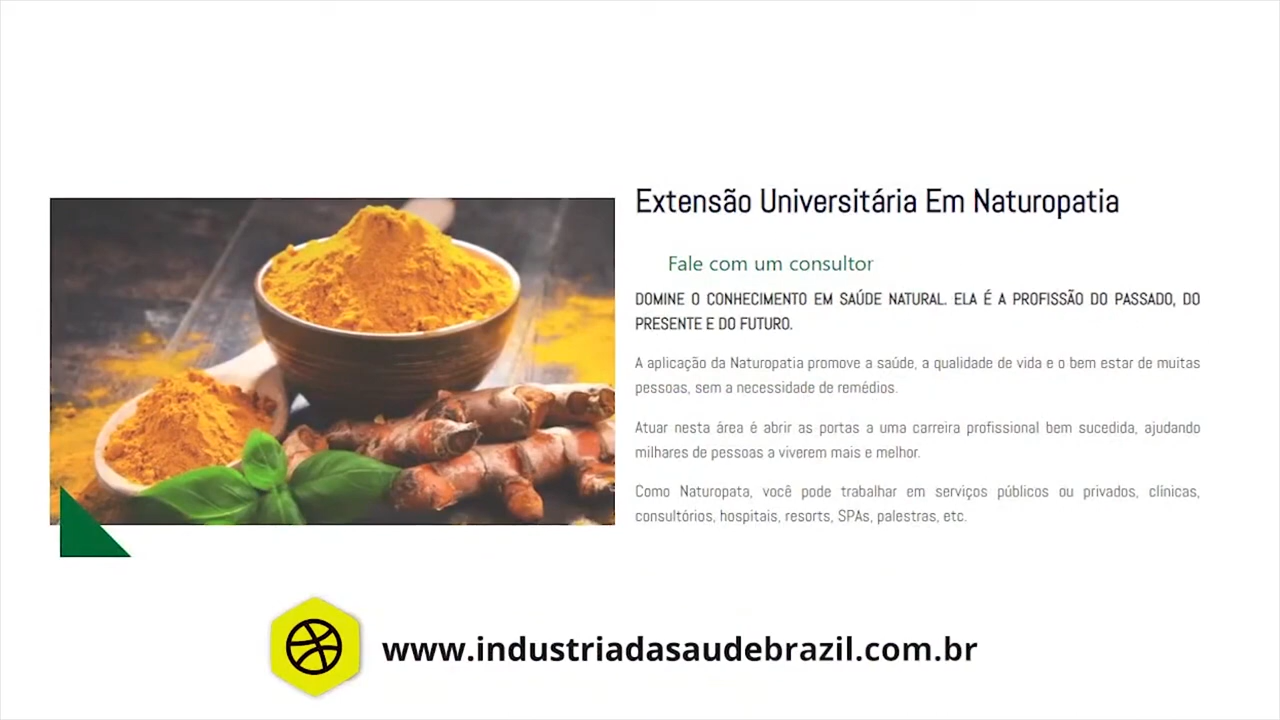 Extensão Universitária Em Naturopatia
Fale com um consultor
DOMINE O CONHECIMENTO EM SAÚDE NATURAL. ELA É A PROFISSÃO DO PASSADO, DO
PRESENTE E DO FUTURO.
A aplicação da Naturopatia promove a saúde, a qualidade de vida e o bem estar de muitas
pessoas, sem a necessidade de remédios.
Atuar nesta área é abrir as portas a uma carreira profissional bem sucedida, ajudando
milhares de pessoas a viverem mais e melhor.
Como Naturopata, você pode trabalhar em serviços públicos ou privados, clínicas,
consultórios, hospitais, resorts, SPAs, palestras, etc.
www.industriadasaudebrazil.com.br